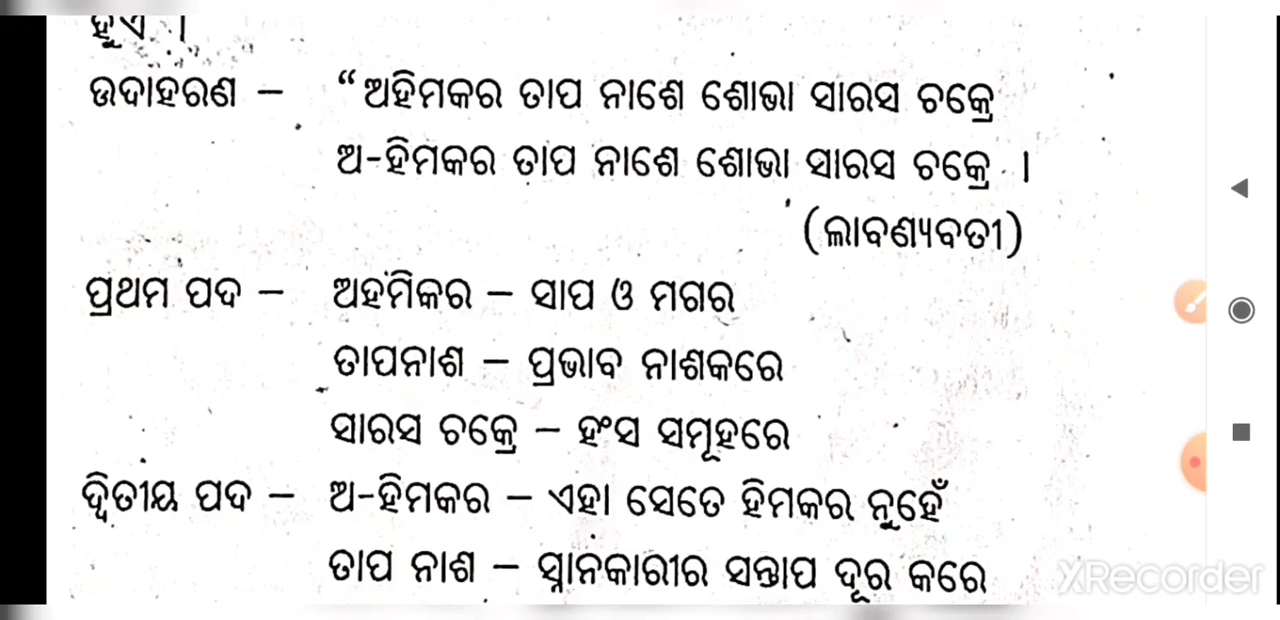 ହୁଏ ।
ଉଦାହରଣ – “ଅହିମକର ତାପ ନାଶେ ଶୋଭା ସାରସ ଚକ୍ରେ
ଅ-ହିମକର ତାପ ନାଶେ ଶୋଭା ସାରସ ଚକ୍ରେ ।
(ଲାବଣ୍ୟବତୀ)
ପ୍ରଥମ ପଦ – ଅହମିକର – ସାପ ଓ ମଗର
ତାପନାଶ – ପ୍ରଭାବ ନାଶକରେ
ସାରସ ଚକ୍ରେ – ହଂସ ସମୂହରେ
ଦ୍ୱିତୀୟ ପଦ – ଅ-ହିମକର – ଏହା ସେତେ ହିମକର ନୁହେଁ
ତାପ ନାଶ – ସ୍ନାନକାରୀର ସନ୍ତାପ ଦୂର କରେ
XRecorder